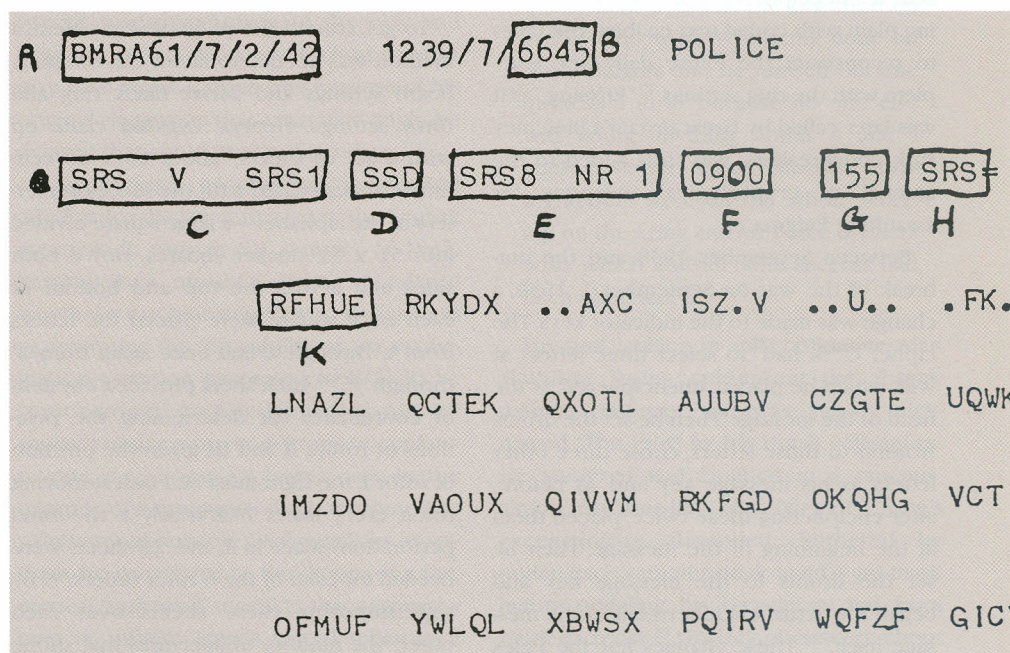 A BMRA61/7/2/42 1239/7/6645 B POLICE
SRS V SRS1 SSD SRS8 NR 1 0900 155 SRS=
C D E F G H
RFHUE RKYDX ..AXC ISZ.V ..U.. .FK.
K
LNAZL QCTEK QXOTL AUUBV CZGTE UQWK
IMZDO VAOUX QIVVM RKFGD OKQHG VCT
OFMUF YWLQL XBWSX PQIRV WQFZF GIC